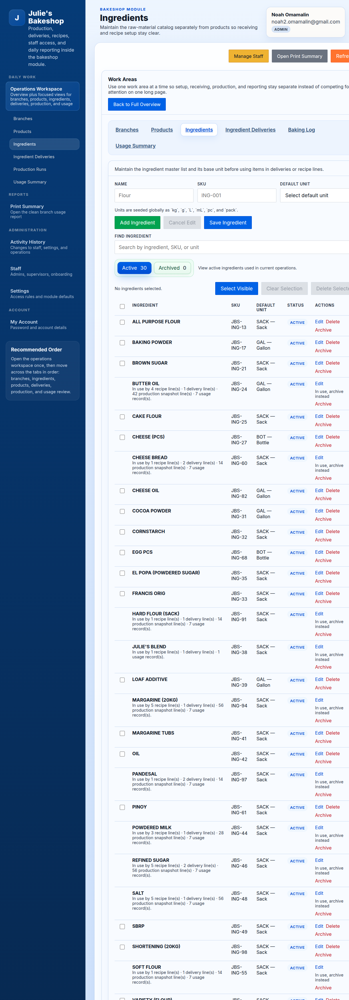 J
Julie's
Bakeshop
Production,
deliveries, recipes,
staff access, and
daily reporting inside
the bakeshop
module.
DAILY WORK
Operations Workspace
Overview plus focused views for
branches, products, ingredients,
deliveries, production, and usage
Branches
Products
Ingredients
Ingredient Deliveries
Production Runs
Usage Summary
REPORTS
Print Summary
Open the clean branch usage
report
ADMINISTRATION
Activity History
Changes to staff, settings, and
operations
Staff
Admins, supervisors, onboarding
Settings
Access rules and module defaults
ACCOUNT
My Account
Password and account details
Recommended Order
Open the operations
workspace once, then move
across the tabs in order:
branches, ingredients,
products, deliveries,
production, and usage review.
BAKESHOP MODULE
Ingredients
Maintain the raw-material catalog separately from products so receiving
and recipe setup stay clear.
Noah Omamalin
noah2.omamalin@gmail.com
ADMIN
Manage Staff Open Print Summary Refre
Work Areas
Use one work area at a time so setup, receiving, production, and reporting stay separate instead of competing fo
attention on one long page.
Back to Full Overview
Branches Products Ingredients Ingredient Deliveries Baking Log
Usage Summary
Maintain the ingredient master list and its base unit before using items in deliveries or recipe lines.
NAME SKU DEFAULT UNIT
Flour ING-001 Select default unit
Units are seeded globally as `kg`, `g`, `L`, `mL`, `pc`, and `pack`.
Add Ingredient Cancel Edit Save Ingredient
FIND INGREDIENT
Search by ingredient, SKU, or unit
Active 30 Archived 0 View active ingredients used in current operations.
No ingredients selected. Select Visible Clear Selection Delete Selecte
INGREDIENT SKU DEFAULT STATUS ACTIONS
UNIT
ALL PURPOSE FLOUR JBS- SACK — ACTIVE Edit Delete
ING-13 Sack Archive
BAKING POWDER JBS- GAL — ACTIVE Edit Delete
ING-17 Gallon Archive
BROWN SUGAR JBS- SACK — ACTIVE Edit Delete
ING-21 Sack Archive
BUTTER OIL JBS- GAL — ACTIVE Edit
In use by 4 recipe line(s) · 1 delivery line(s) · ING-24 Gallon In use, archive
42 production snapshot line(s) · 7 usage instead
record(s). Archive
CAKE FLOUR JBS- SACK — ACTIVE Edit Delete
ING-25 Sack Archive
CHEESE (PCS) JBS- BOT — ACTIVE Edit Delete
ING-27 Bottle Archive
CHEESE BREAD JBS- SACK — ACTIVE Edit
In use by 1 recipe line(s) · 2 delivery line(s) · 14 ING-60 Sack In use, archive
production snapshot line(s) · 7 usage instead
record(s). Archive
CHEESE OIL JBS- GAL — ACTIVE Edit Delete
ING-82 Gallon Archive
COCOA POWDER JBS- GAL — ACTIVE Edit Delete
ING-31 Gallon Archive
CORNSTARCH JBS- SACK — ACTIVE Edit Delete
ING-32 Sack Archive
EGG PCS JBS- BOT — ACTIVE Edit Delete
ING-68 Bottle Archive
EL POPA (POWDERED SUGAR) JBS- SACK — ACTIVE Edit Delete
ING-35 Sack Archive
FRANCIS ORIG JBS- SACK — ACTIVE Edit Delete
ING-33 Sack Archive
HARD FLOUR (SACK) JBS- SACK — ACTIVE Edit
In use by 1 recipe line(s) · 1 delivery line(s) · 14 ING-91 Sack In use, archive
production snapshot line(s) · 7 usage instead
record(s). Archive
JULIE'S BLEND JBS- SACK — ACTIVE Edit
In use by 1 recipe line(s) · 1 delivery line(s) · 1 ING-38 Sack In use, archive
usage record(s). instead
Archive
LOAF ADDITIVE JBS- GAL — ACTIVE Edit Delete
ING-39 Gallon Archive
MARGARINE (20KG) JBS- SACK — ACTIVE Edit
In use by 5 recipe line(s) · 1 delivery line(s) · 56 ING-94 Sack In use, archive
production snapshot line(s) · 7 usage instead
record(s). Archive
MARGARINE TUBS JBS- SACK — ACTIVE Edit Delete
ING-41 Sack Archive
OIL JBS- SACK — ACTIVE Edit Delete
ING-42 Sack Archive
PANDESAL JBS- SACK — ACTIVE Edit
In use by 1 recipe line(s) · 2 delivery line(s) · 14 ING-97 Sack In use, archive
production snapshot line(s) · 7 usage instead
record(s). Archive
PINOY JBS- SACK — ACTIVE Edit Delete
ING-61 Sack Archive
POWDERED MILK JBS- SACK — ACTIVE Edit
In use by 3 recipe line(s) · 1 delivery line(s) · 28 ING-44 Sack In use, archive
production snapshot line(s) · 7 usage instead
record(s). Archive
REFINED SUGAR JBS- SACK — ACTIVE Edit
In use by 5 recipe line(s) · 2 delivery line(s) · ING-46 Sack In use, archive
56 production snapshot line(s) · 7 usage instead
record(s). Archive
SALT JBS- SACK — ACTIVE Edit
In use by 5 recipe line(s) · 1 delivery line(s) · 56 ING-48 Sack In use, archive
production snapshot line(s) · 7 usage instead
record(s). Archive
SBRP JBS- SACK — ACTIVE Edit Delete
ING-49 Sack Archive
SHORTENING (20KG) JBS- SACK — ACTIVE Edit Delete
ING-98 Sack Archive
SOFT FLOUR JBS- SACK — ACTIVE Edit
In use by 1 recipe line(s) · 1 delivery line(s) · 14 ING-55 Sack In use, archive
production snapshot line(s) · 7 usage instead
record(s). Archive
VARIETY (FLOUR) JBS- SACK — ACTIVE Edit Delete